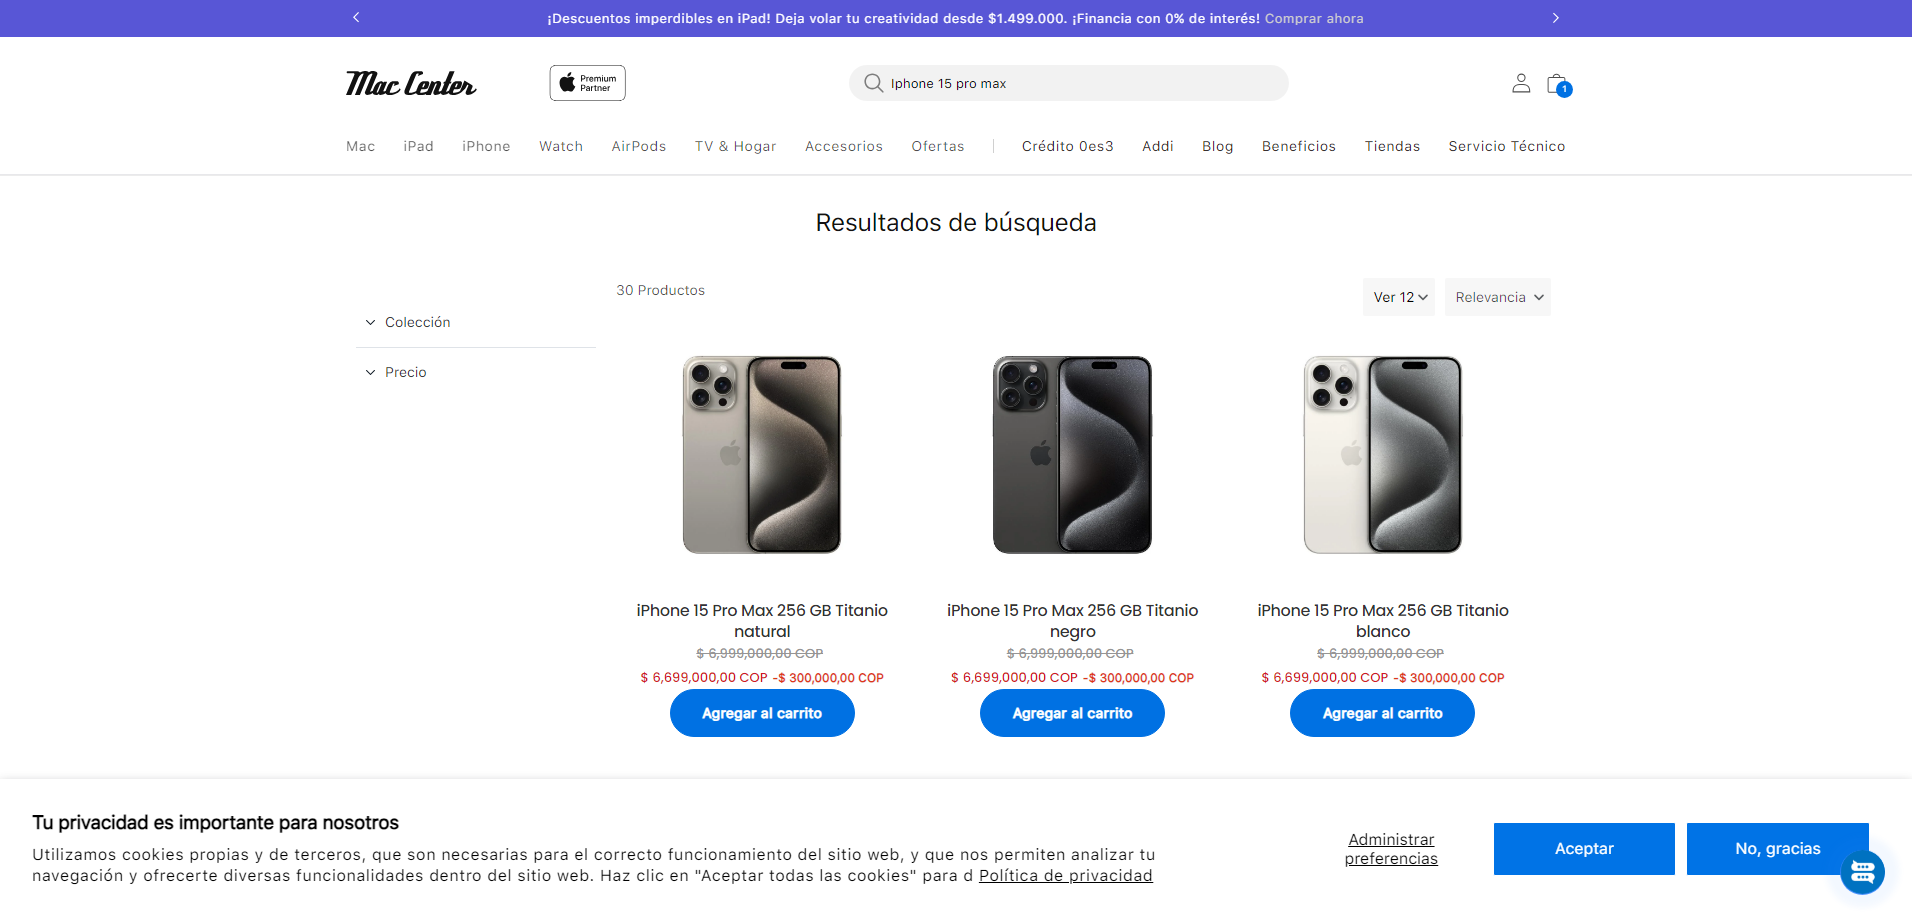 ¡Descuentos imperdibles en iPad! Deja volar tu creatividad desde $1.499.000. ¡Financia con 0% de interés! Comprar ahora
Mac Center
Premium
Partner
Iphone 15 pro max
1
Mac iPad iPhone Watch AirPods TV & Hogar Accesorios Ofertas Crédito 0es3 Addi Blog Beneficios Tiendas Servicio Técnico
Resultados de búsqueda
30 Productos
Ver 12
Relevancia
Colección
Precio
iPhone 15 Pro Max 256 GB Titanio
natural
$ 6,999,000,00 COP
$ 6,699,000,00 COP -$ 300,000,00 COP
Agregar al carrito
iPhone 15 Pro Max 256 GB Titanio
negro
$ 6,999,000,00 COP
$ 6,699,000,00 COP -$ 300,000,00 COP
Agregar al carrito
iPhone 15 Pro Max 256 GB Titanio
blanco
$ 6,999,000,00 COP
$ 6,699,000,00 COP -$ 300,000,00 COP
Agregar al carrito
Tu privacidad es importante para nosotros
Utilizamos cookies propias y de terceros, que son necesarias para el correcto funcionamiento del sitio web, y que nos permiten analizar tu
navegación y ofrecerte diversas funcionalidades dentro del sitio web. Haz clic en "Aceptar todas las cookies" para d Política de privacidad
Administrar
preferencias
Aceptar
No, gracias